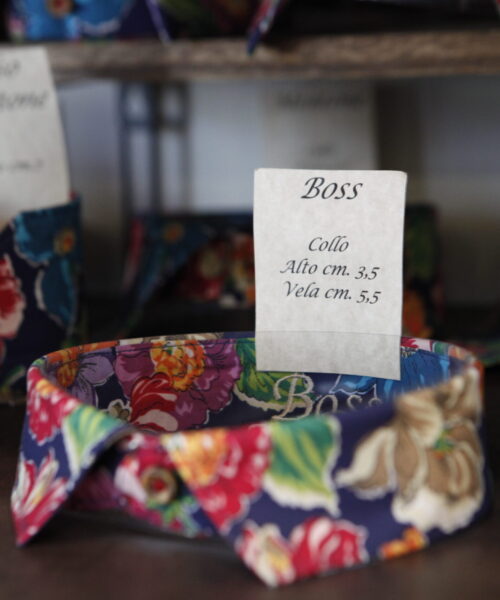 Boss
Collo
Alto cm. 3,5
Vela cm. 5,5
Boss